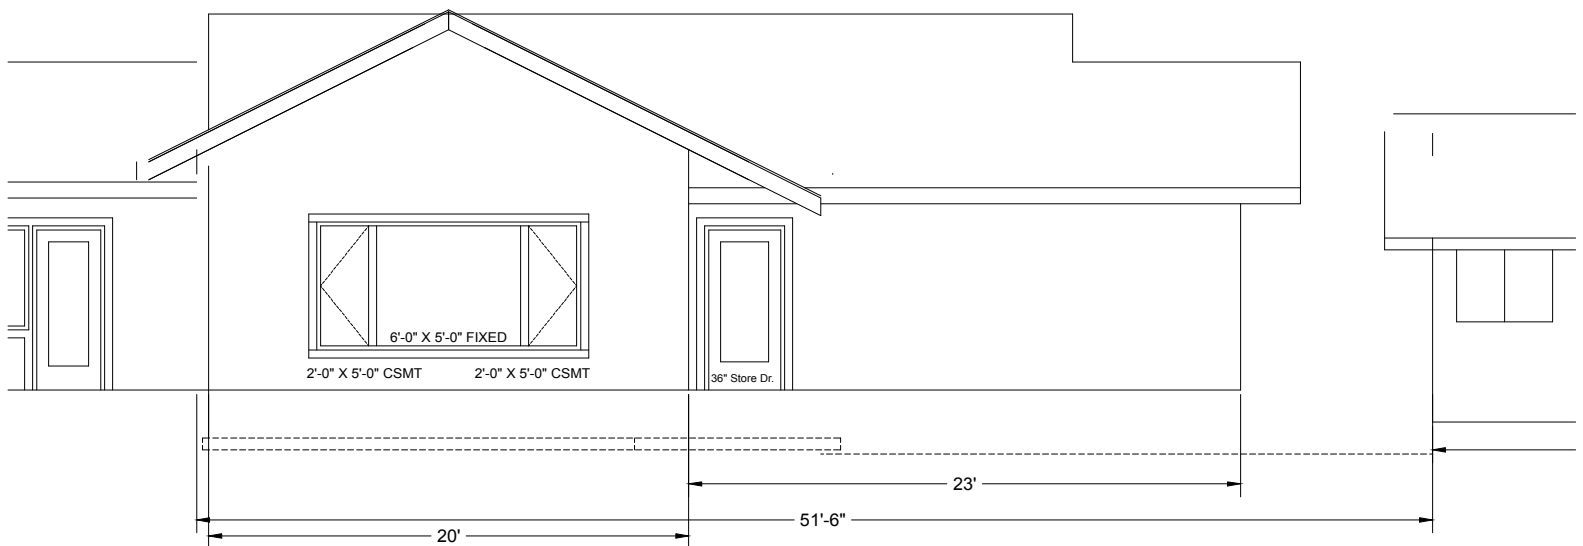 6'-0" X 5'-0" FIXED
2'-0" X 5'-0" CSMT
2'-0" X 5'-0" CSMT
36" Store Dr.
23'
51'-6"
20'